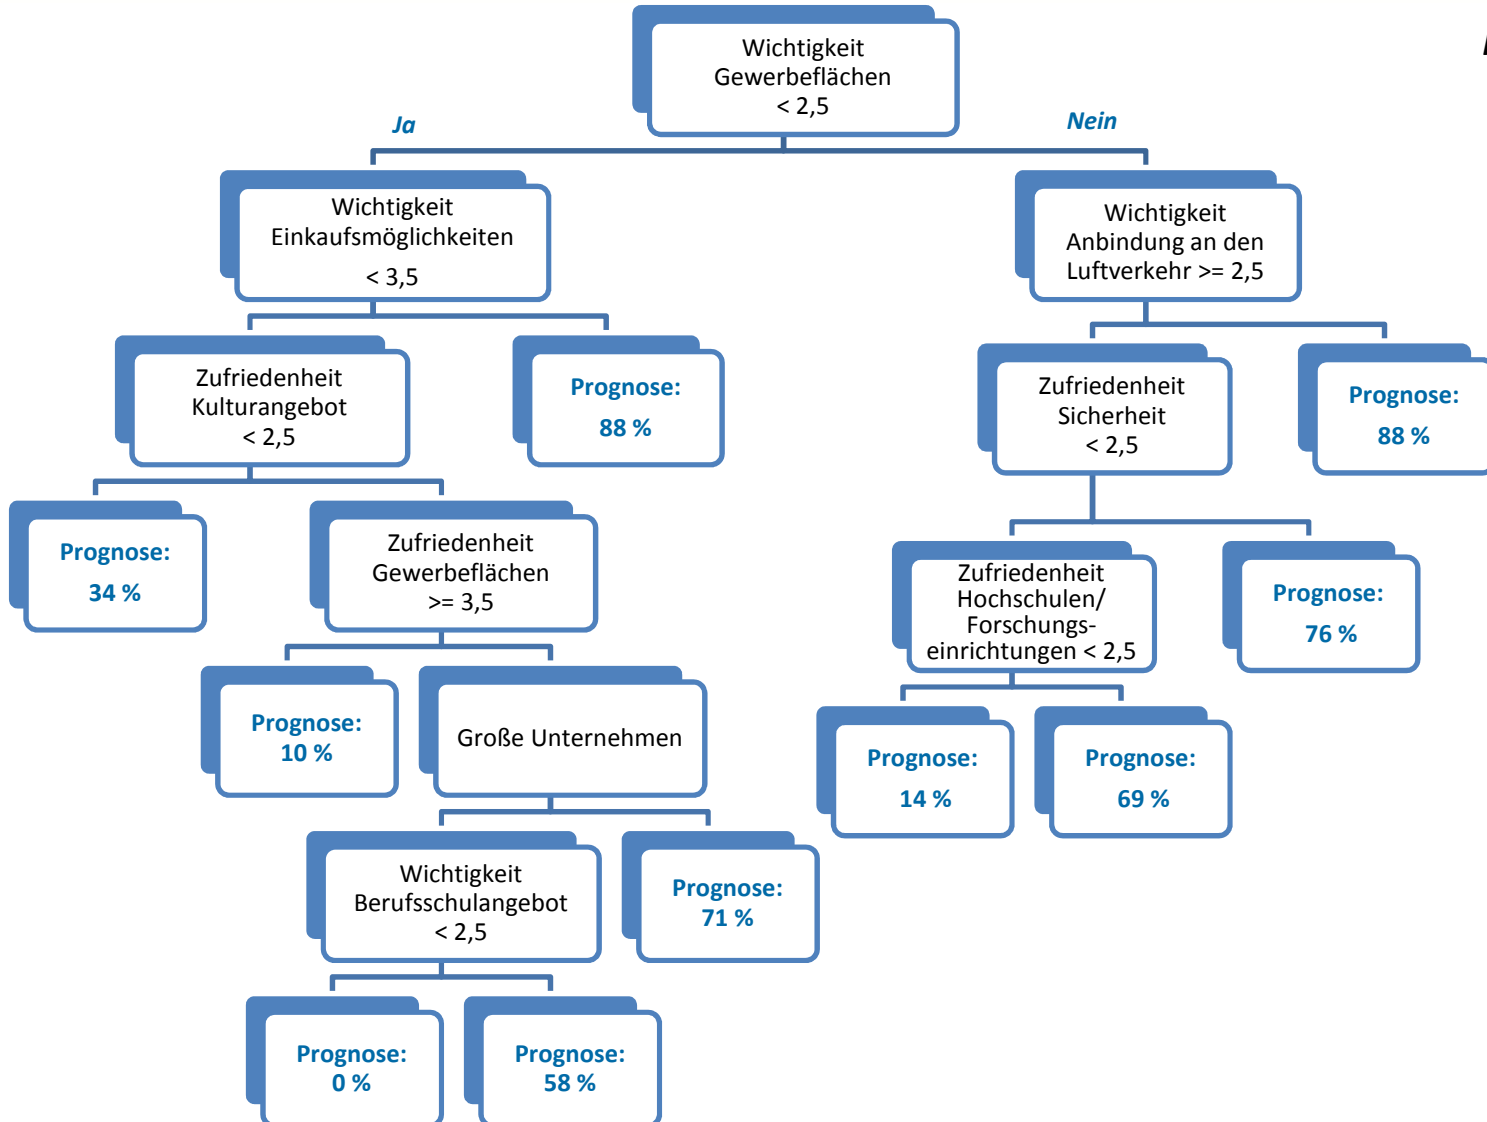 Wichtigkeit
Gewerbeflächen
< 2,5
Ja
Nein
Wichtigkeit
Einkaufsmöglichkeiten
< 3,5
Wichtigkeit
Anbindung an den
Luftverkehr >= 2,5
Zufriedenheit
Kulturangebot
< 2,5
Prognose:
88 %
Zufriedenheit
Sicherheit
< 2,5
Prognose:
88 %
Prognose:
34 %
Zufriedenheit
Gewerbeflächen
>= 3,5
Zufriedenheit
Hochschulen/
Forschungs-
einrichtungen < 2,5
Prognose:
76 %
Prognose:
10 %
Große Unternehmen
Prognose:
14 %
Prognose:
69 %
Wichtigkeit
Berufsschulangebot
< 2,5
Prognose:
71 %
Prognose:
0 %
Prognose:
58 %